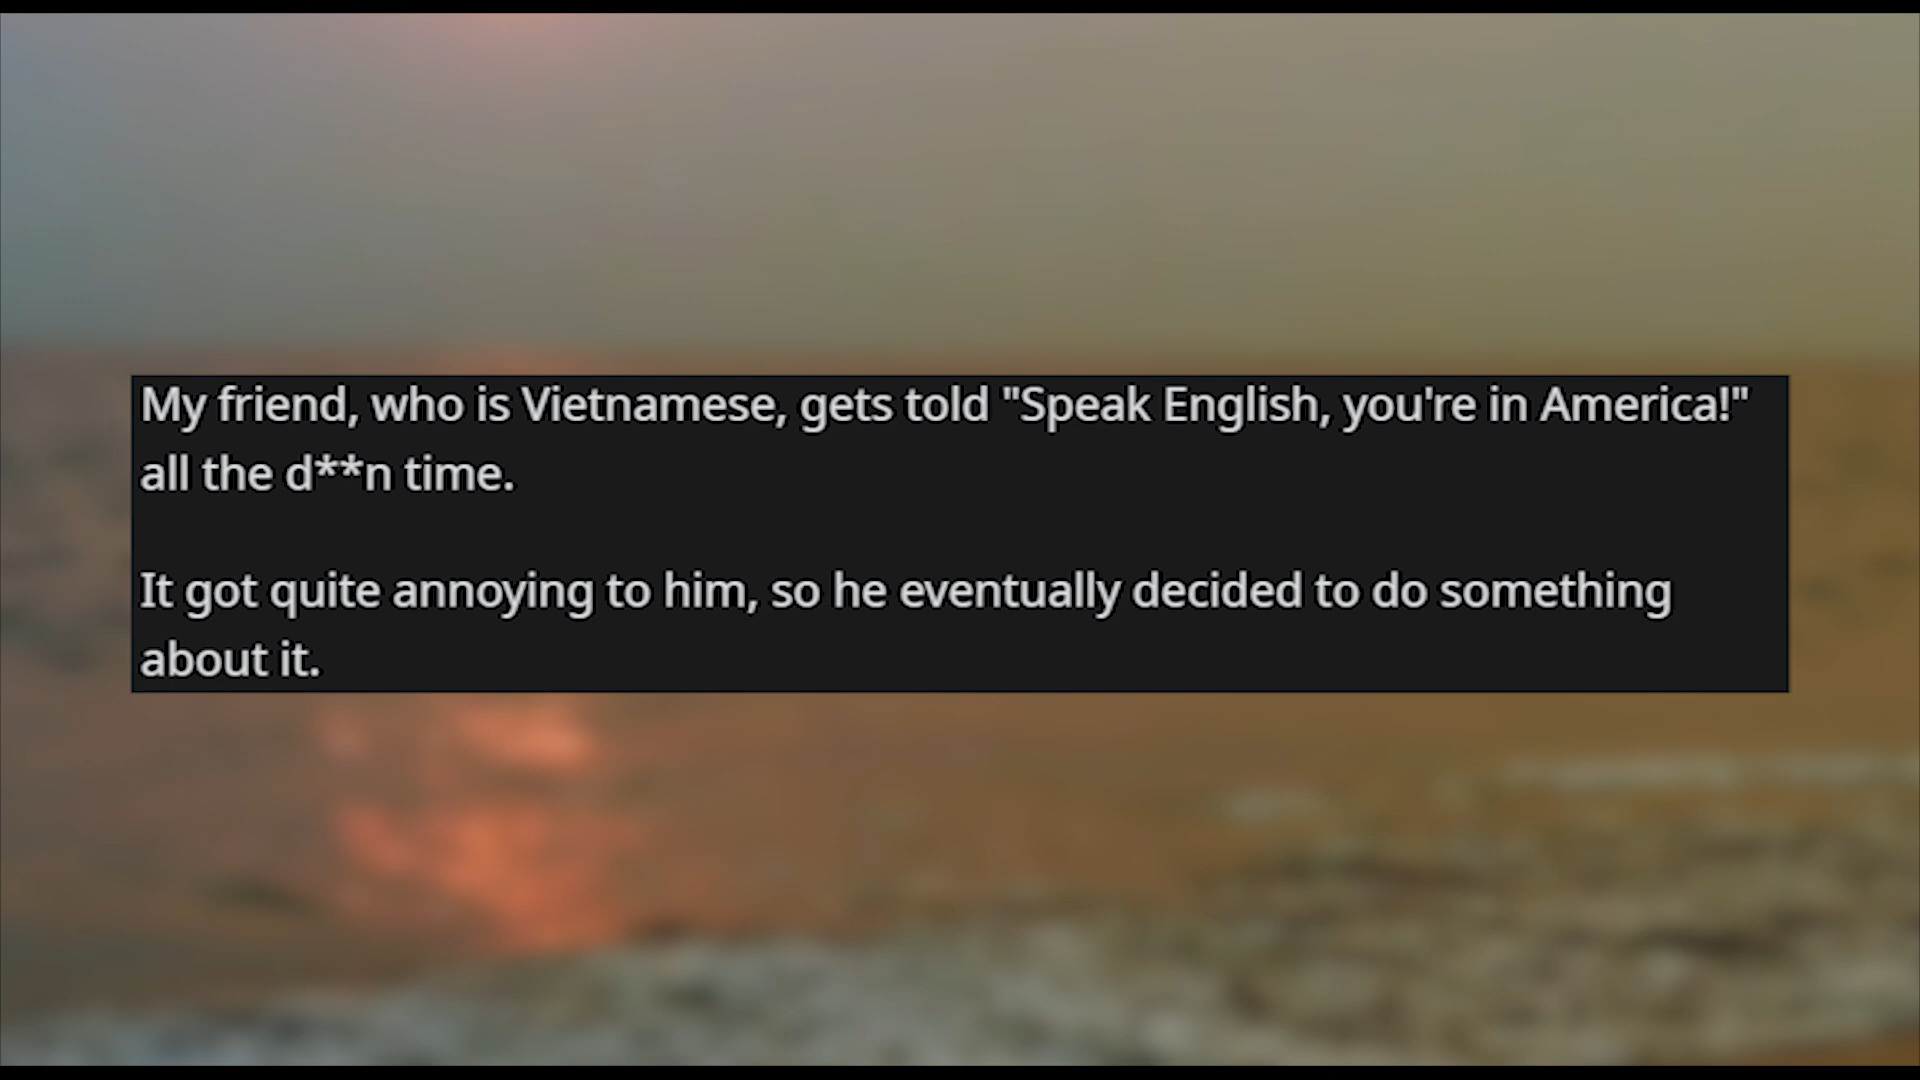 My friend, who is Vietnamese, gets told "Speak English, you're in America!"
all the d**n time.
It got quite annoying to him, so he eventually decided to do something
about it.